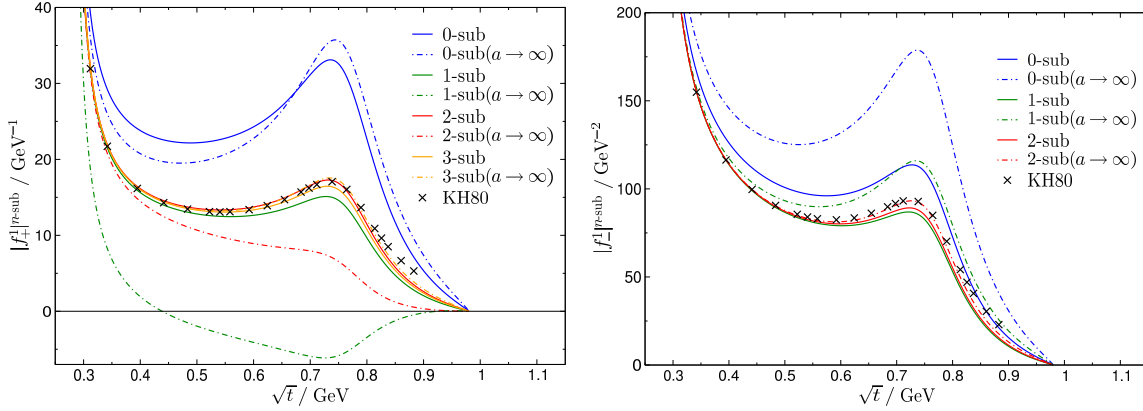 40
30
20
10
0
0.3 0.4 0.5 0.6 0.7 0.8 0.9 1 1.1
√t / GeV
|f¹₊|ⁿ⁻ˢᵘᵇ / GeV⁻¹
0-sub
0-sub(a→∞)
1-sub
1-sub(a→∞)
2-sub
2-sub(a→∞)
3-sub
3-sub(a→∞)
KH80
200
150
100
50
0
0.3 0.4 0.5 0.6 0.7 0.8 0.9 1 1.1
√t / GeV
|f¹₋|ⁿ⁻ˢᵘᵇ / GeV⁻²
0-sub
0-sub(a→∞)
1-sub
1-sub(a→∞)
2-sub
2-sub(a→∞)
KH80